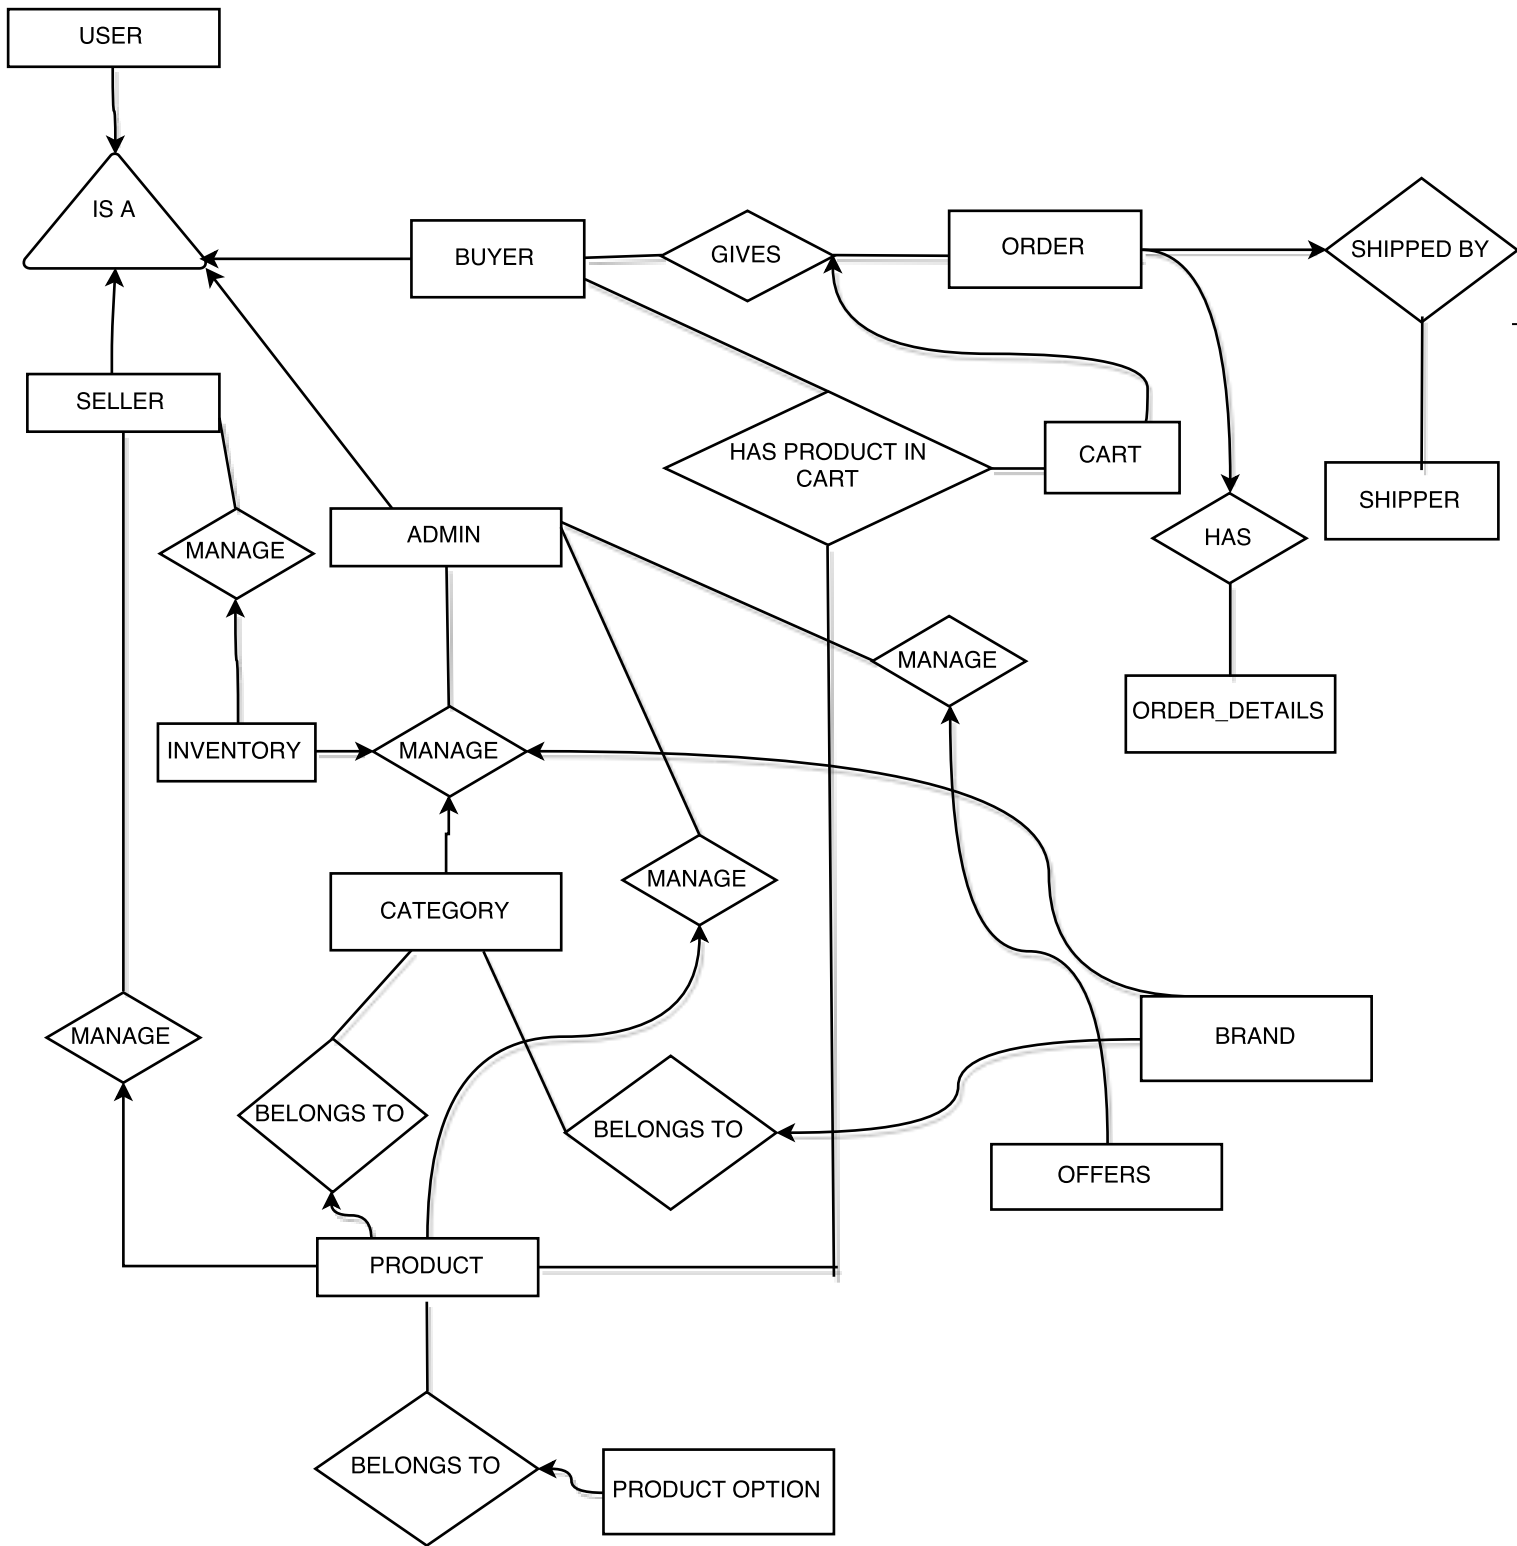 USER
IS A
BUYER
GIVES
ORDER
SHIPPED BY
SELLER
HAS PRODUCT IN
CART
CART
SHIPPER
MANAGE
ADMIN
HAS
MANAGE
ORDER_DETAILS
INVENTORY
MANAGE
MANAGE
CATEGORY
MANAGE
BRAND
BELONGS TO
BELONGS TO
OFFERS
PRODUCT
BELONGS TO
PRODUCT OPTION